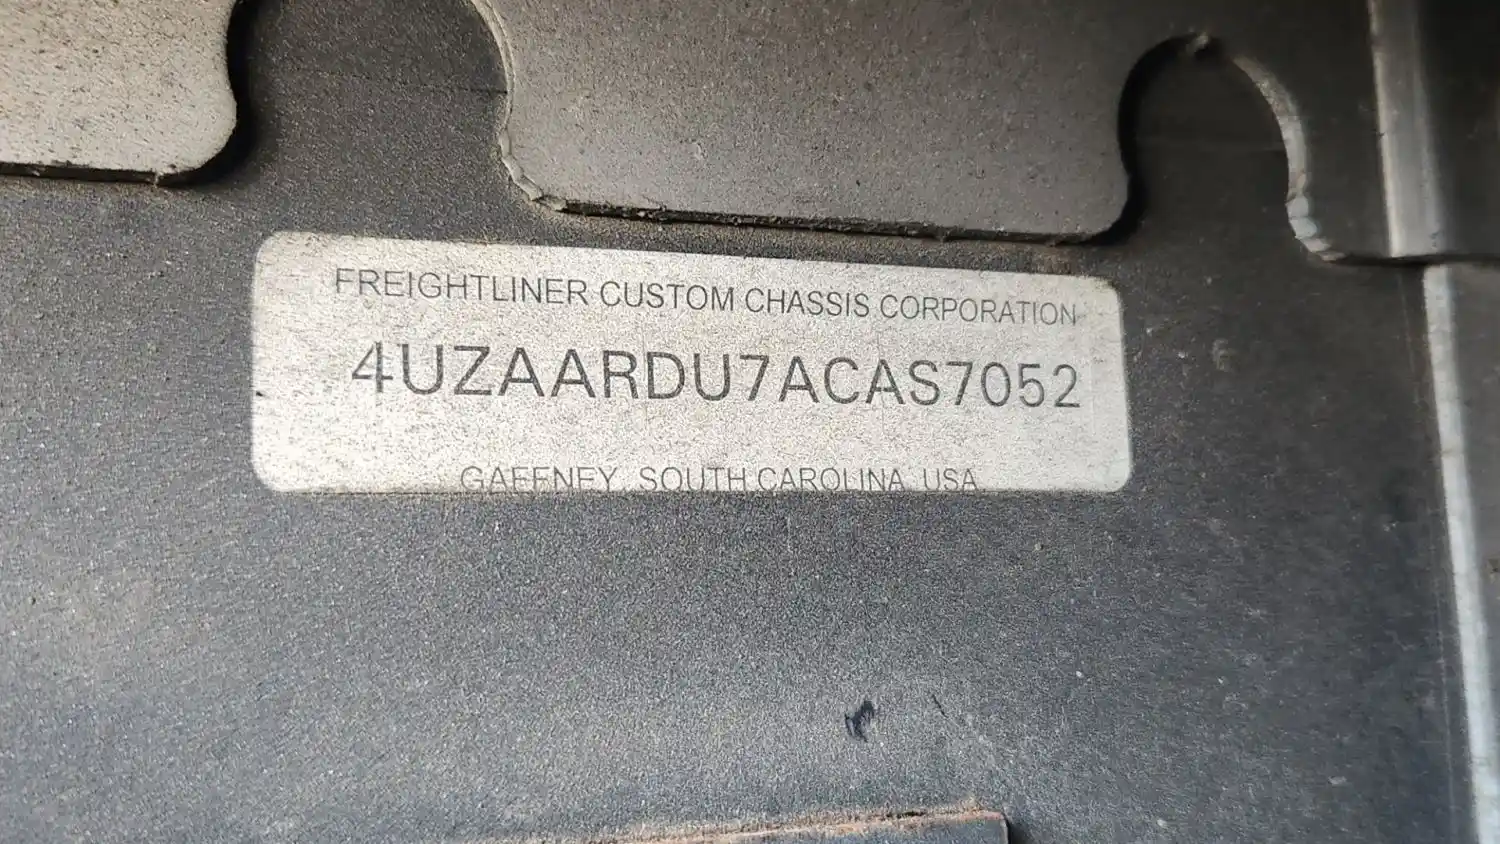 FREIGHTLINER CUSTOM CHASSIS CORPORATION
4UZAARDU7ACAS7052
GAFFNEY, SOUTH CAROLINA, USA